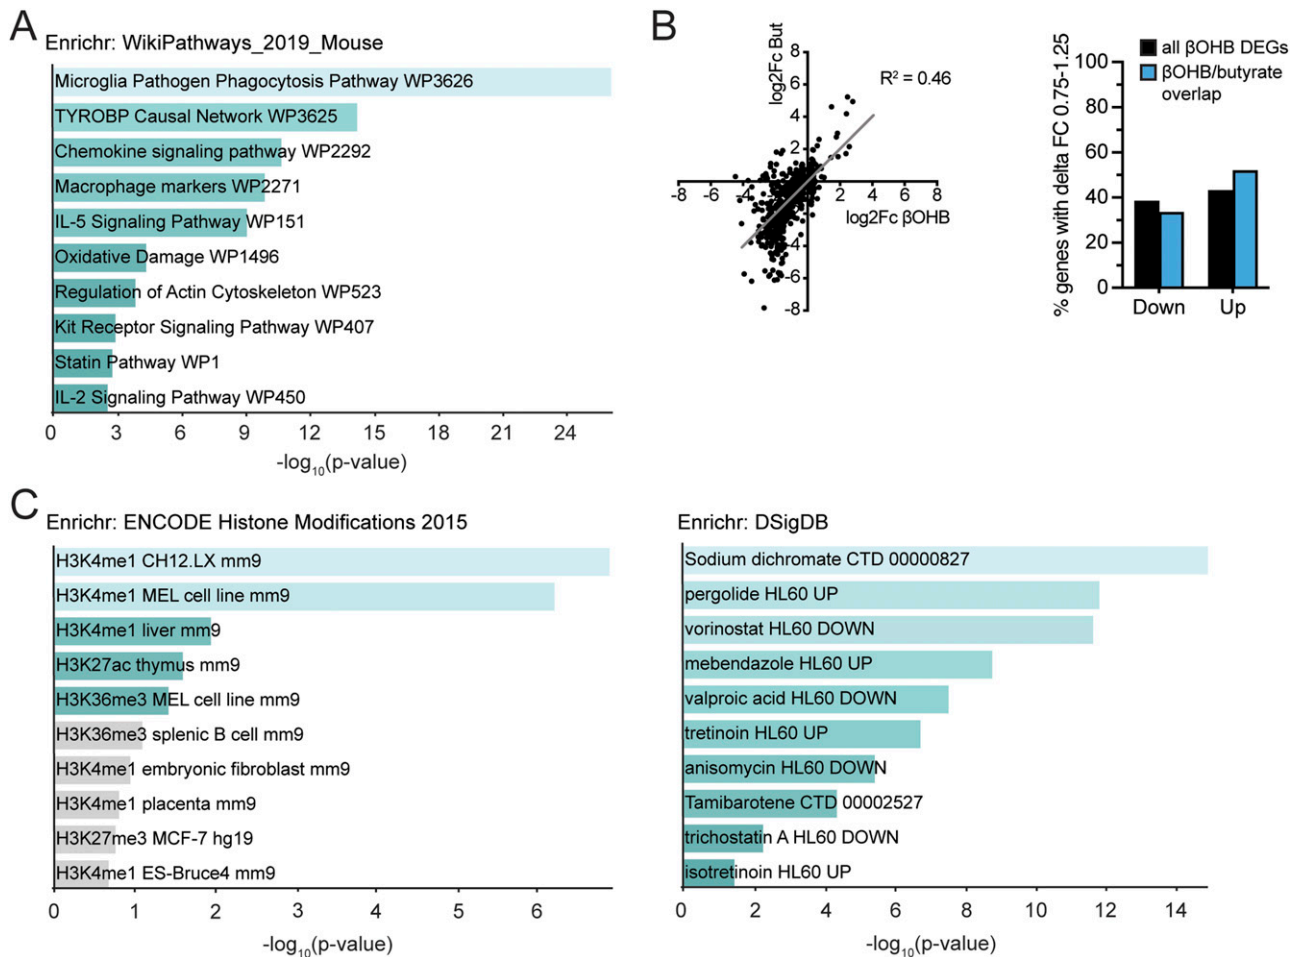 A
Enrichr: WikiPathways_2019_Mouse
Microglia Pathogen Phagocytosis Pathway WP3626
TYROBP Causal Network WP3625
Chemokine signaling pathway WP2292
Macrophage markers WP2271
IL-5 Signaling Pathway WP151
Oxidative Damage WP1496
Regulation of Actin Cytoskeleton WP523
Kit Receptor Signaling Pathway WP407
Statin Pathway WP1
IL-2 Signaling Pathway WP450
0 3 6 9 12 15 18 21 24
-log₁₀(p-value)
B
log2Fc But
8
6
4
2
-4
-6
-8
R² = 0.46
-8 -6 -4 2 4 6 8
log2Fc βOHB
% genes with delta FC 0.75-1.25
100
80
60
40
20
0
Down Up
all βOHB DEGs
βOHB/butyrate
overlap
C
Enrichr: ENCODE Histone Modifications 2015
H3K4me1 CH12.LX mm9
H3K4me1 MEL cell line mm9
H3K4me1 liver mm9
H3K27ac thymus mm9
H3K36me3 MEL cell line mm9
H3K36me3 splenic B cell mm9
H3K4me1 embryonic fibroblast mm9
H3K4me1 placenta mm9
H3K27me3 MCF-7 hg19
H3K4me1 ES-Bruce4 mm9
0 1 2 3 4 5 6
-log₁₀(p-value)
Enrichr: DSigDB
Sodium dichromate CTD 00000827
pergolide HL60 UP
vorinostat HL60 DOWN
mebendazole HL60 UP
valproic acid HL60 DOWN
tretinoin HL60 UP
anisomycin HL60 DOWN
Tamibarotene CTD 00002527
trichostatin A HL60 DOWN
isotretinoin HL60 UP
0 2 4 6 8 10 12 14
-log₁₀(p-value)